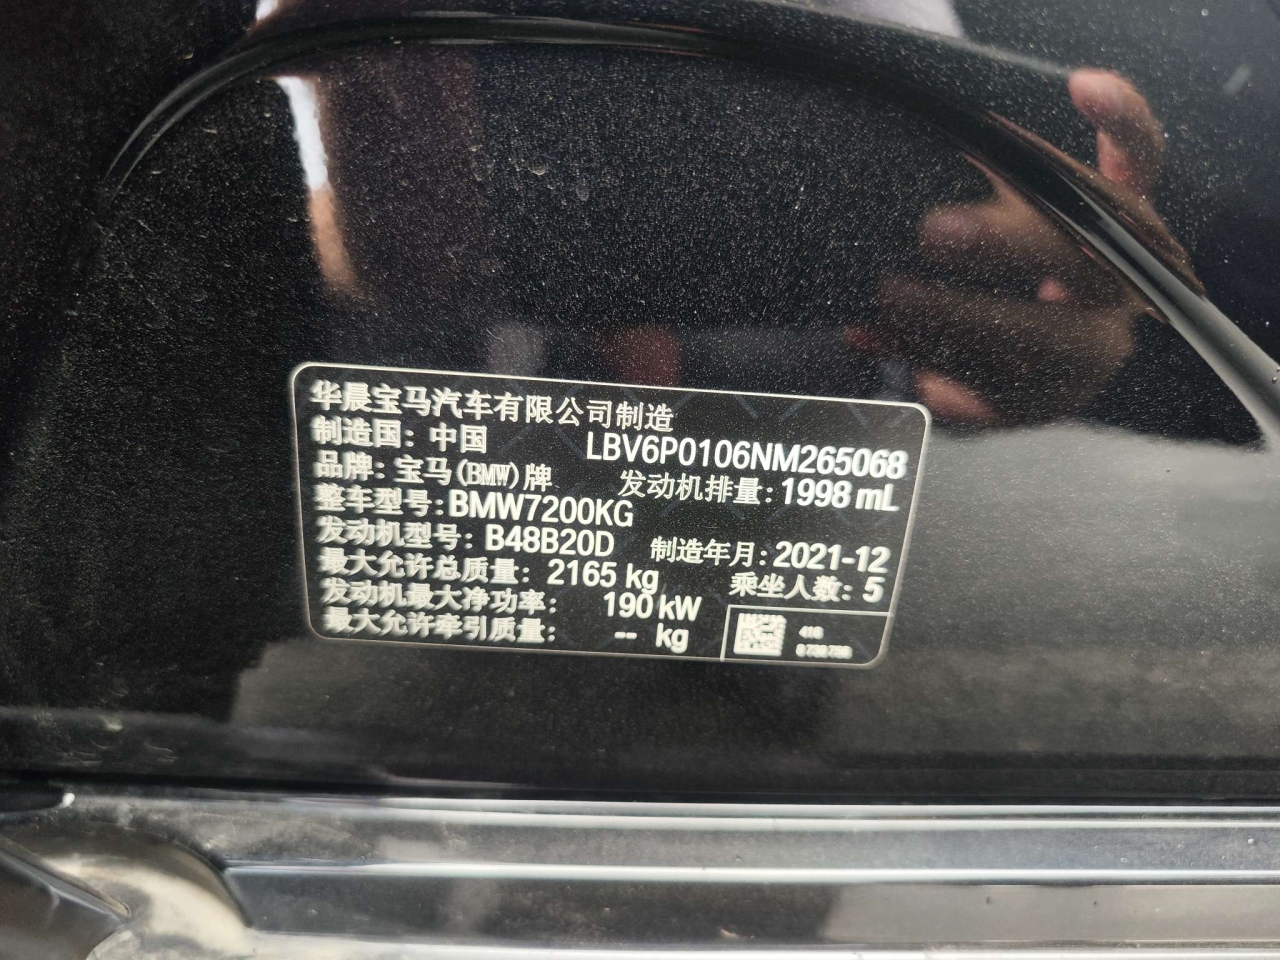 华晨宝马汽车有限公司制造
制造国：中国 LBV6P0106NM265068
品牌：宝马(BMW)牌 发动机排量：1998 mL
整车型号：BMW7200KG
发动机型号：B48B20D 制造年月：2021-12
最大允许总质量：2165 kg 乘坐人数：5
发动机最大净功率：190 kW
最大允许牵引质量：-- kg